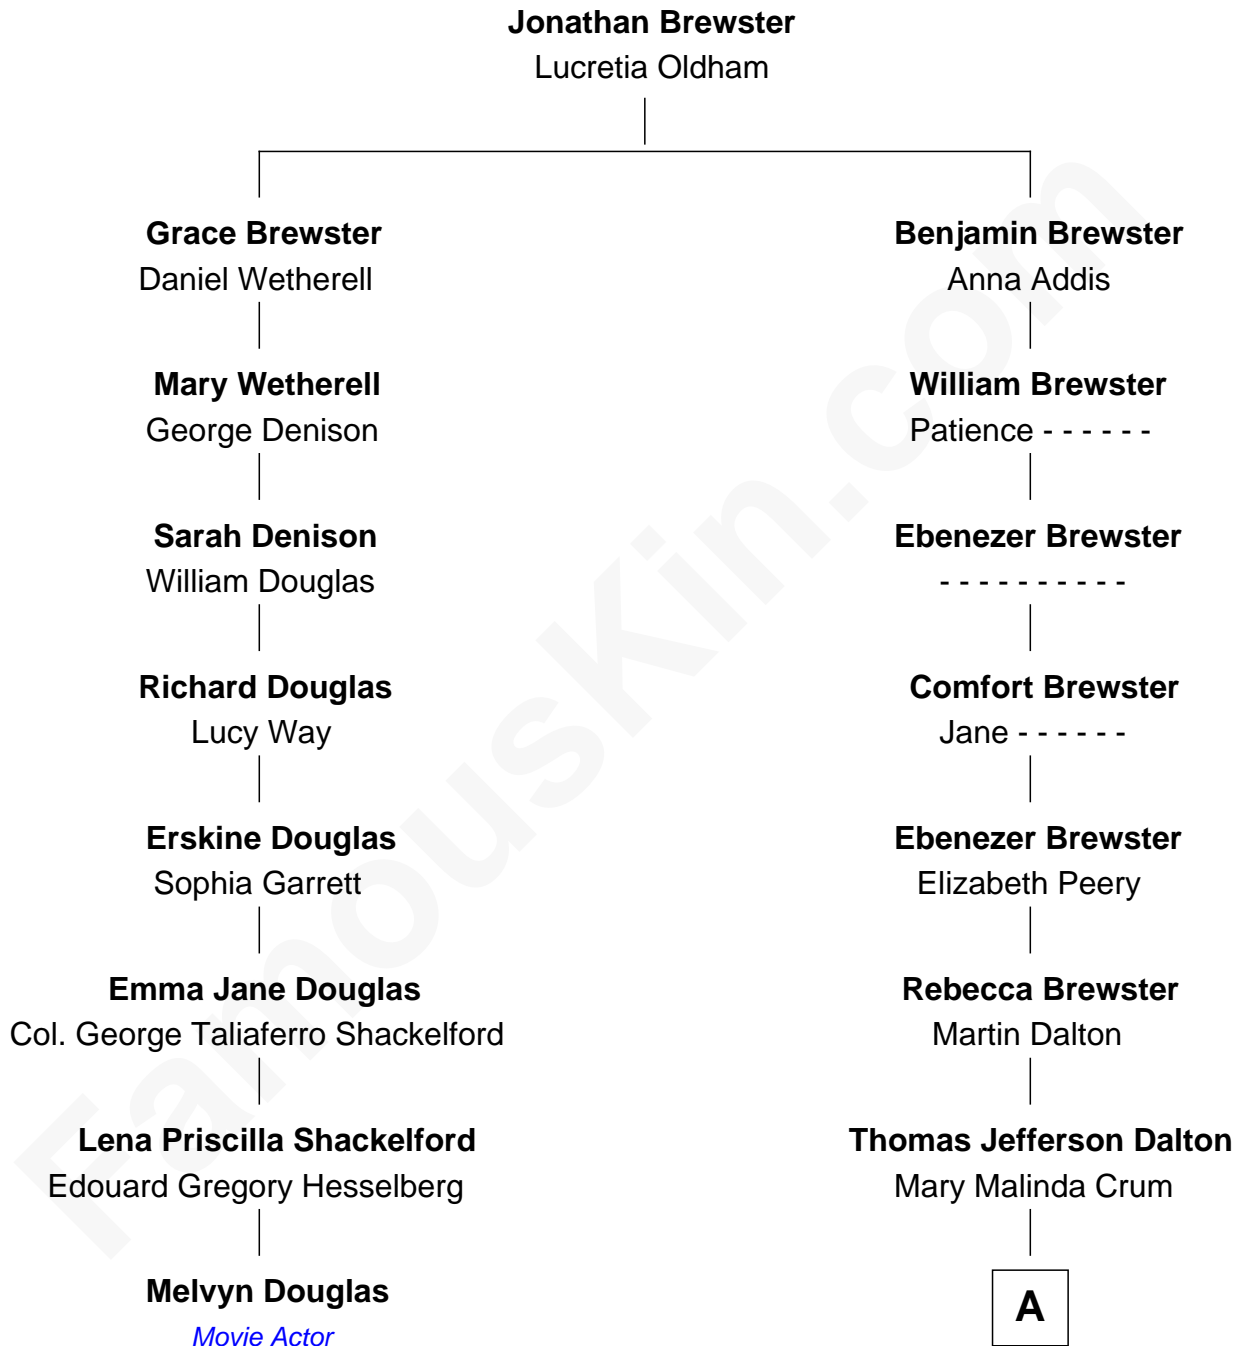 Jonathan Brewster
Lucretia Oldham
Grace Brewster
Daniel Wetherell
Benjamin Brewster
Anna Addis
Mary Wetherell
George Denison
William Brewster
Patience - - - - - -
Sarah Denison
William Douglas
Ebenezer Brewster
- - - - - - - - - -
Richard Douglas
Lucy Way
Comfort Brewster
Jane - - - - - -
Erskine Douglas
Sophia Garrett
Ebenezer Brewster
Elizabeth Peery
Emma Jane Douglas
Col. George Taliaferro Shackelford
Rebecca Brewster
Martin Dalton
Lena Priscilla Shackelford
Edouard Gregory Hesselberg
Thomas Jefferson Dalton
Mary Malinda Crum
Melvyn Douglas
Movie Actor
A
FamousKin.com